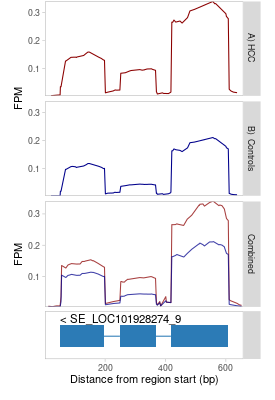 0.3
0.2
0.1
A) HCC
FPM
0.3
0.2
0.1
B) Controls
0.3
0.2
0.1
Combined
FPM
< SE_LOC101928274_9
0
200
400
600
Distance from region start (bp)